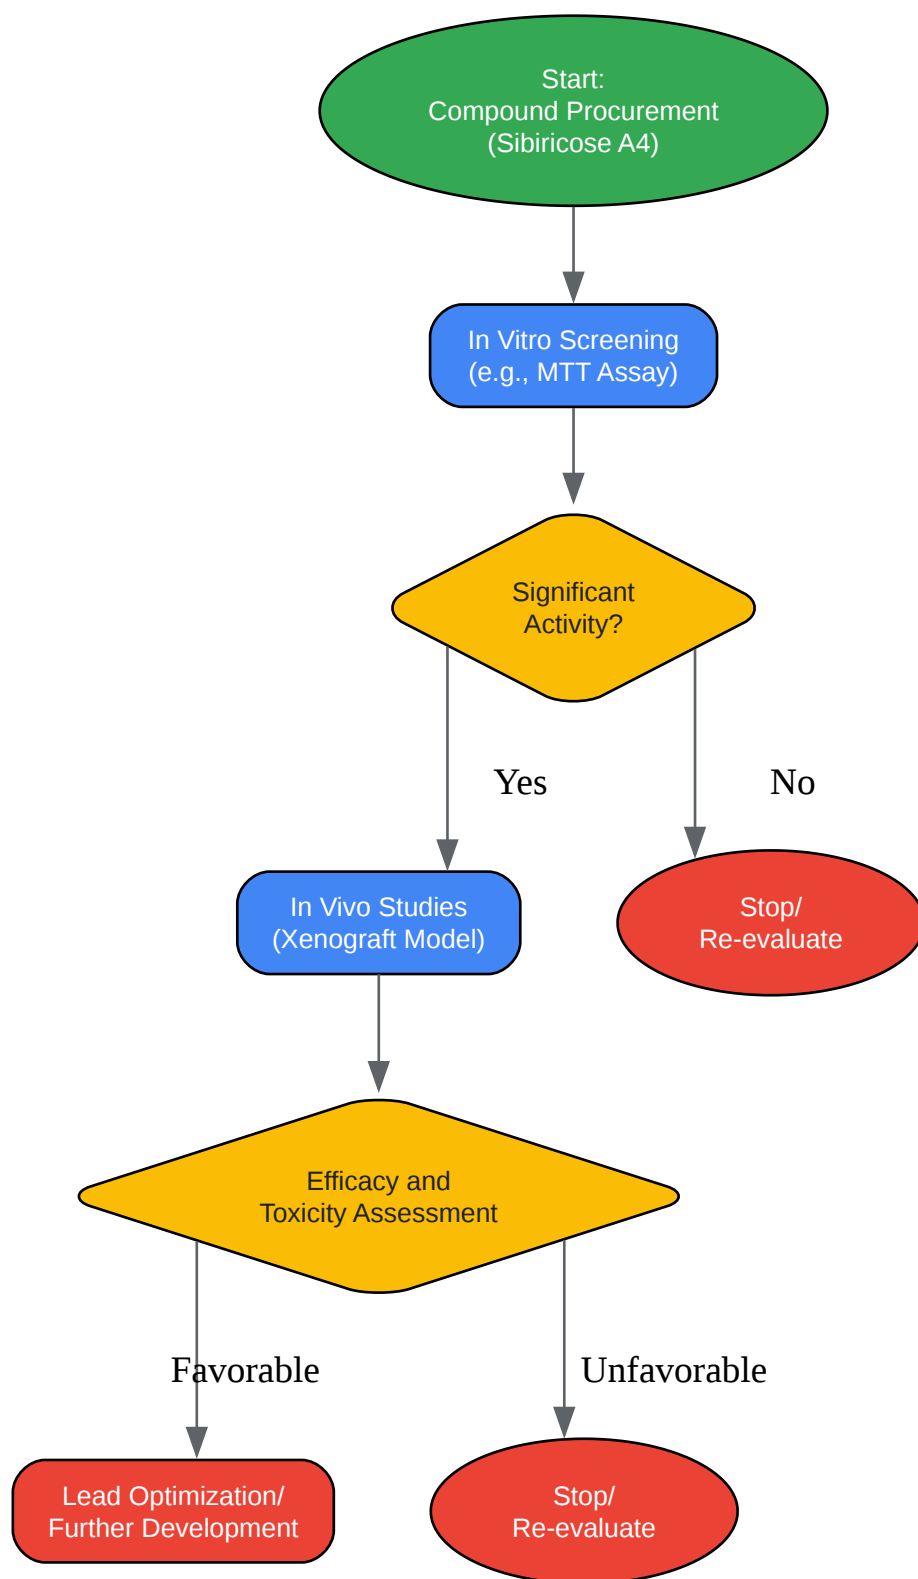 Start:
Compound Procurement
(Sibiricose A4)
In Vitro Screening
(e.g., MTT Assay)
Significant
Activity?
Yes
No
In Vivo Studies
(Xenograft Model)
Stop/
Re-evaluate
Efficacy and
Toxicity Assessment
Favorable
Unfavorable
Lead Optimization/
Further Development
Stop/
Re-evaluate